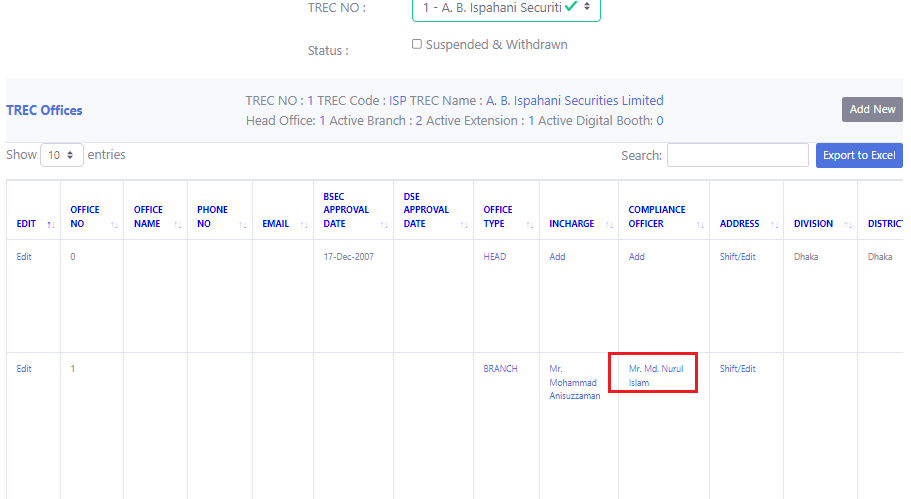 TREC NO :
1 - A. B. Ispahani Securiti
Status :
Suspended & Withdrawn
TREC Offices
TREC NO : 1 TREC Code : ISP TREC Name : A. B. Ispahani Securities Limited
Head Office: 1 Active Branch : 2 Active Extension : 1 Active Digital Booth: 0
Add New
Show 10 entries
Search:
Export to Excel
EDIT
OFFICE
NO
OFFICE
NAME
PHONE
NO
EMAIL
BSEC
APPROVAL
DATE
DSE
APPROVAL
DATE
OFFICE
TYPE
INCHARGE
COMPLIANCE
OFFICER
ADDRESS
DIVISION
DISTRICT
Edit
0
17-Dec-2007
HEAD
Add
Add
Shift/Edit
Dhaka
Dhaka
Edit
1
BRANCH
Mr.
Mohammad
Anisuzzaman
Mr. Md. Nurul
Islam
Shift/Edit